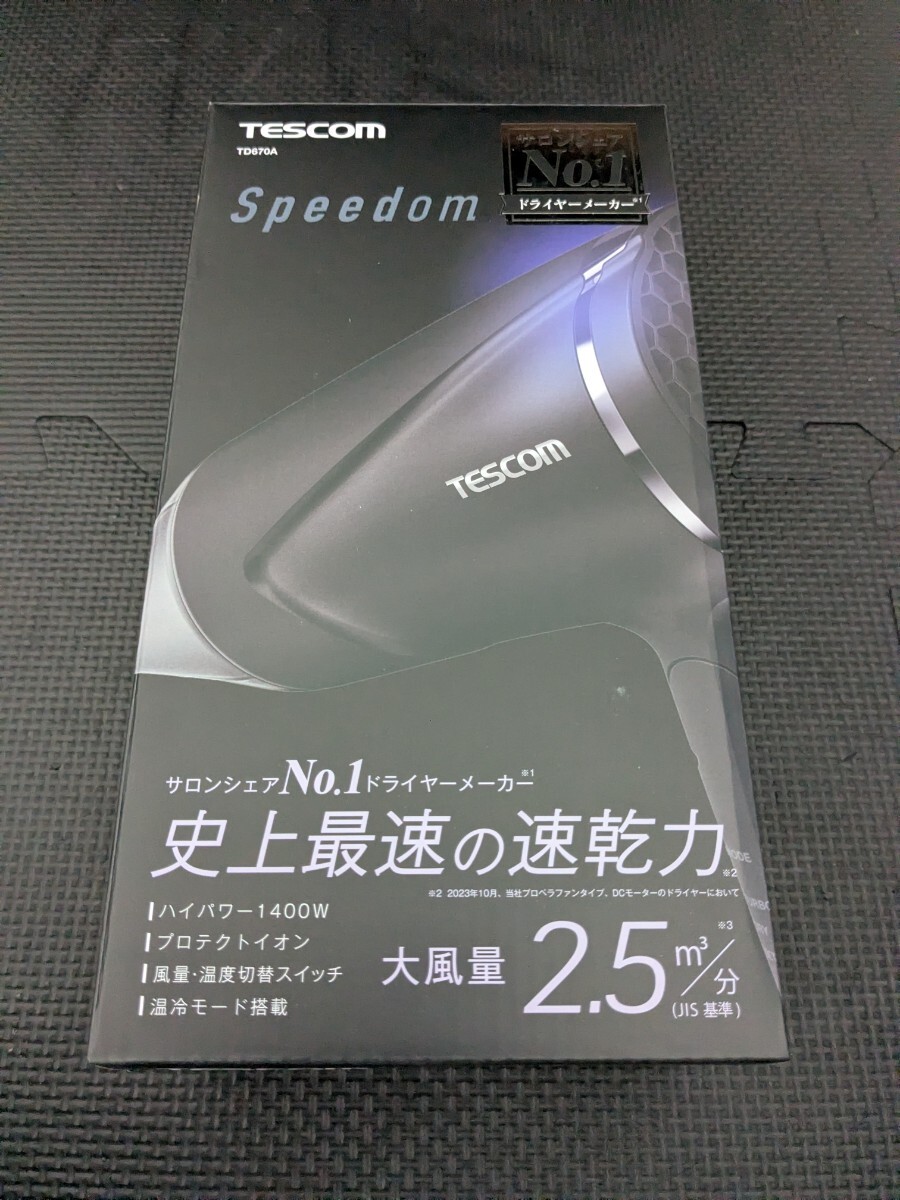 TESCOM
TD670A
サロンシェア
No.1
ドライヤーメーカー※1
Speedom
TESCOM
サロンシェアNo.1ドライヤーメーカー※1
史上最速の速乾力※2
※2 2023年10月、当社プロペラファンタイプ、DCモーターのドライヤーにおいて
ハイパワー1400W
プロテクトイオン
風量・温度切替スイッチ
温冷モード搭載
大風量 2.5m³/分※3
(JIS 基準)